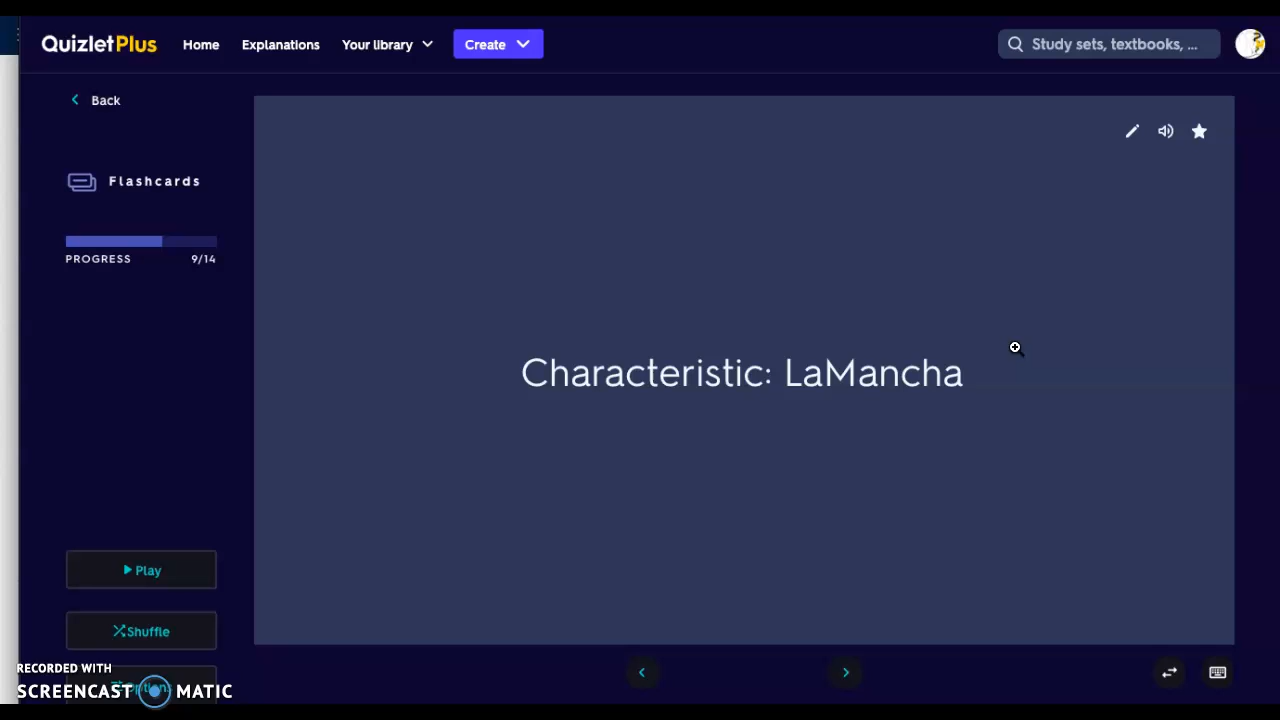 QuizletPlus Home Explanations Your library Create Study sets, textbooks, ...
Back
Flashcards
PROGRESS 9/14
Characteristic: LaMancha
Play
Shuffle
RECORDED WITH
SCREENCAST MATIC